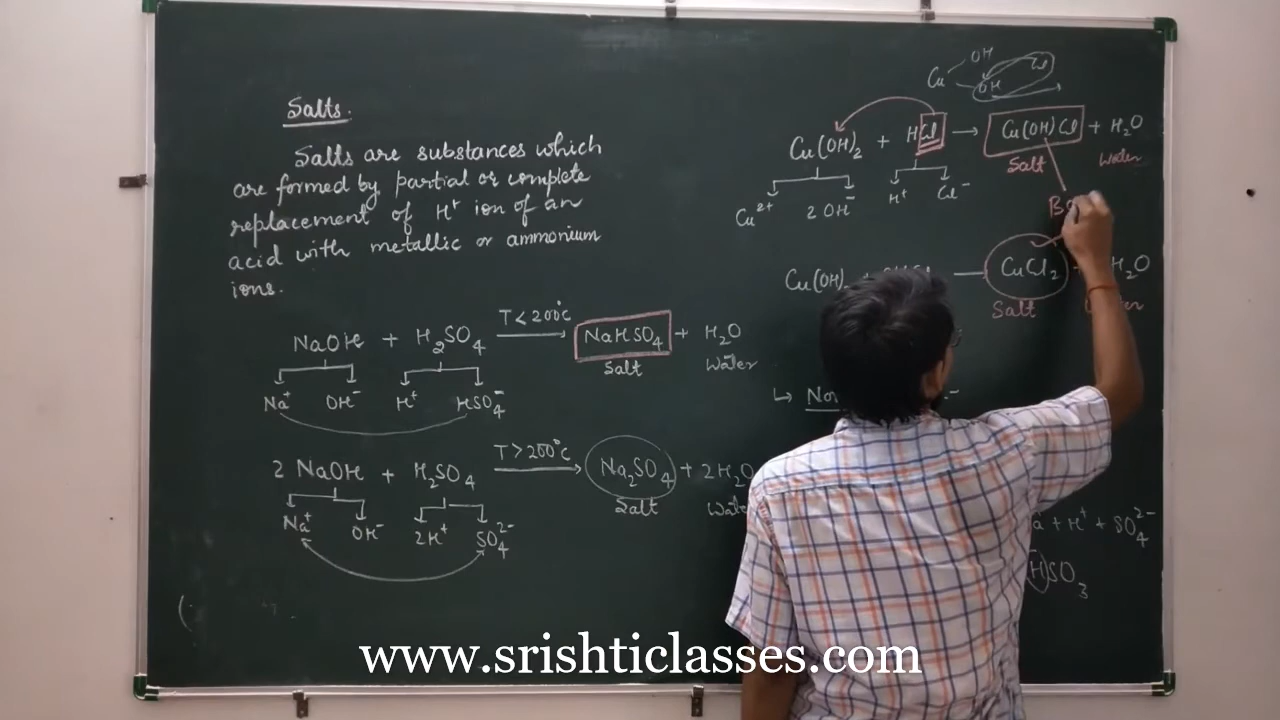 Salts.
Salts are substances which
are formed by partial or complete
replacement of H⁺ ion of an
acid with metallic or ammonium
ions.
NaOH + H₂SO₄ T < 200°C NaHSO₄ + H₂O
Salt Water
Na⁺ OH⁻ H⁺ HSO₄⁻
2 NaOH + H₂SO₄ T > 200°C Na₂SO₄ + 2H₂O
Salt
Na⁺ OH⁻ 2H⁺ SO₄²⁻
Cu OH
OH Cl
Cu(OH)₂ + HCl → Cu(OH)Cl + H₂O
Salt Water
Cu²⁺ 2OH⁻ H⁺ Cl⁻
Cu(OH) CuCl₂ H₂O
Salt
+ H⁺ + SO₄²⁻
HSO₃
www.srishticlasses.com